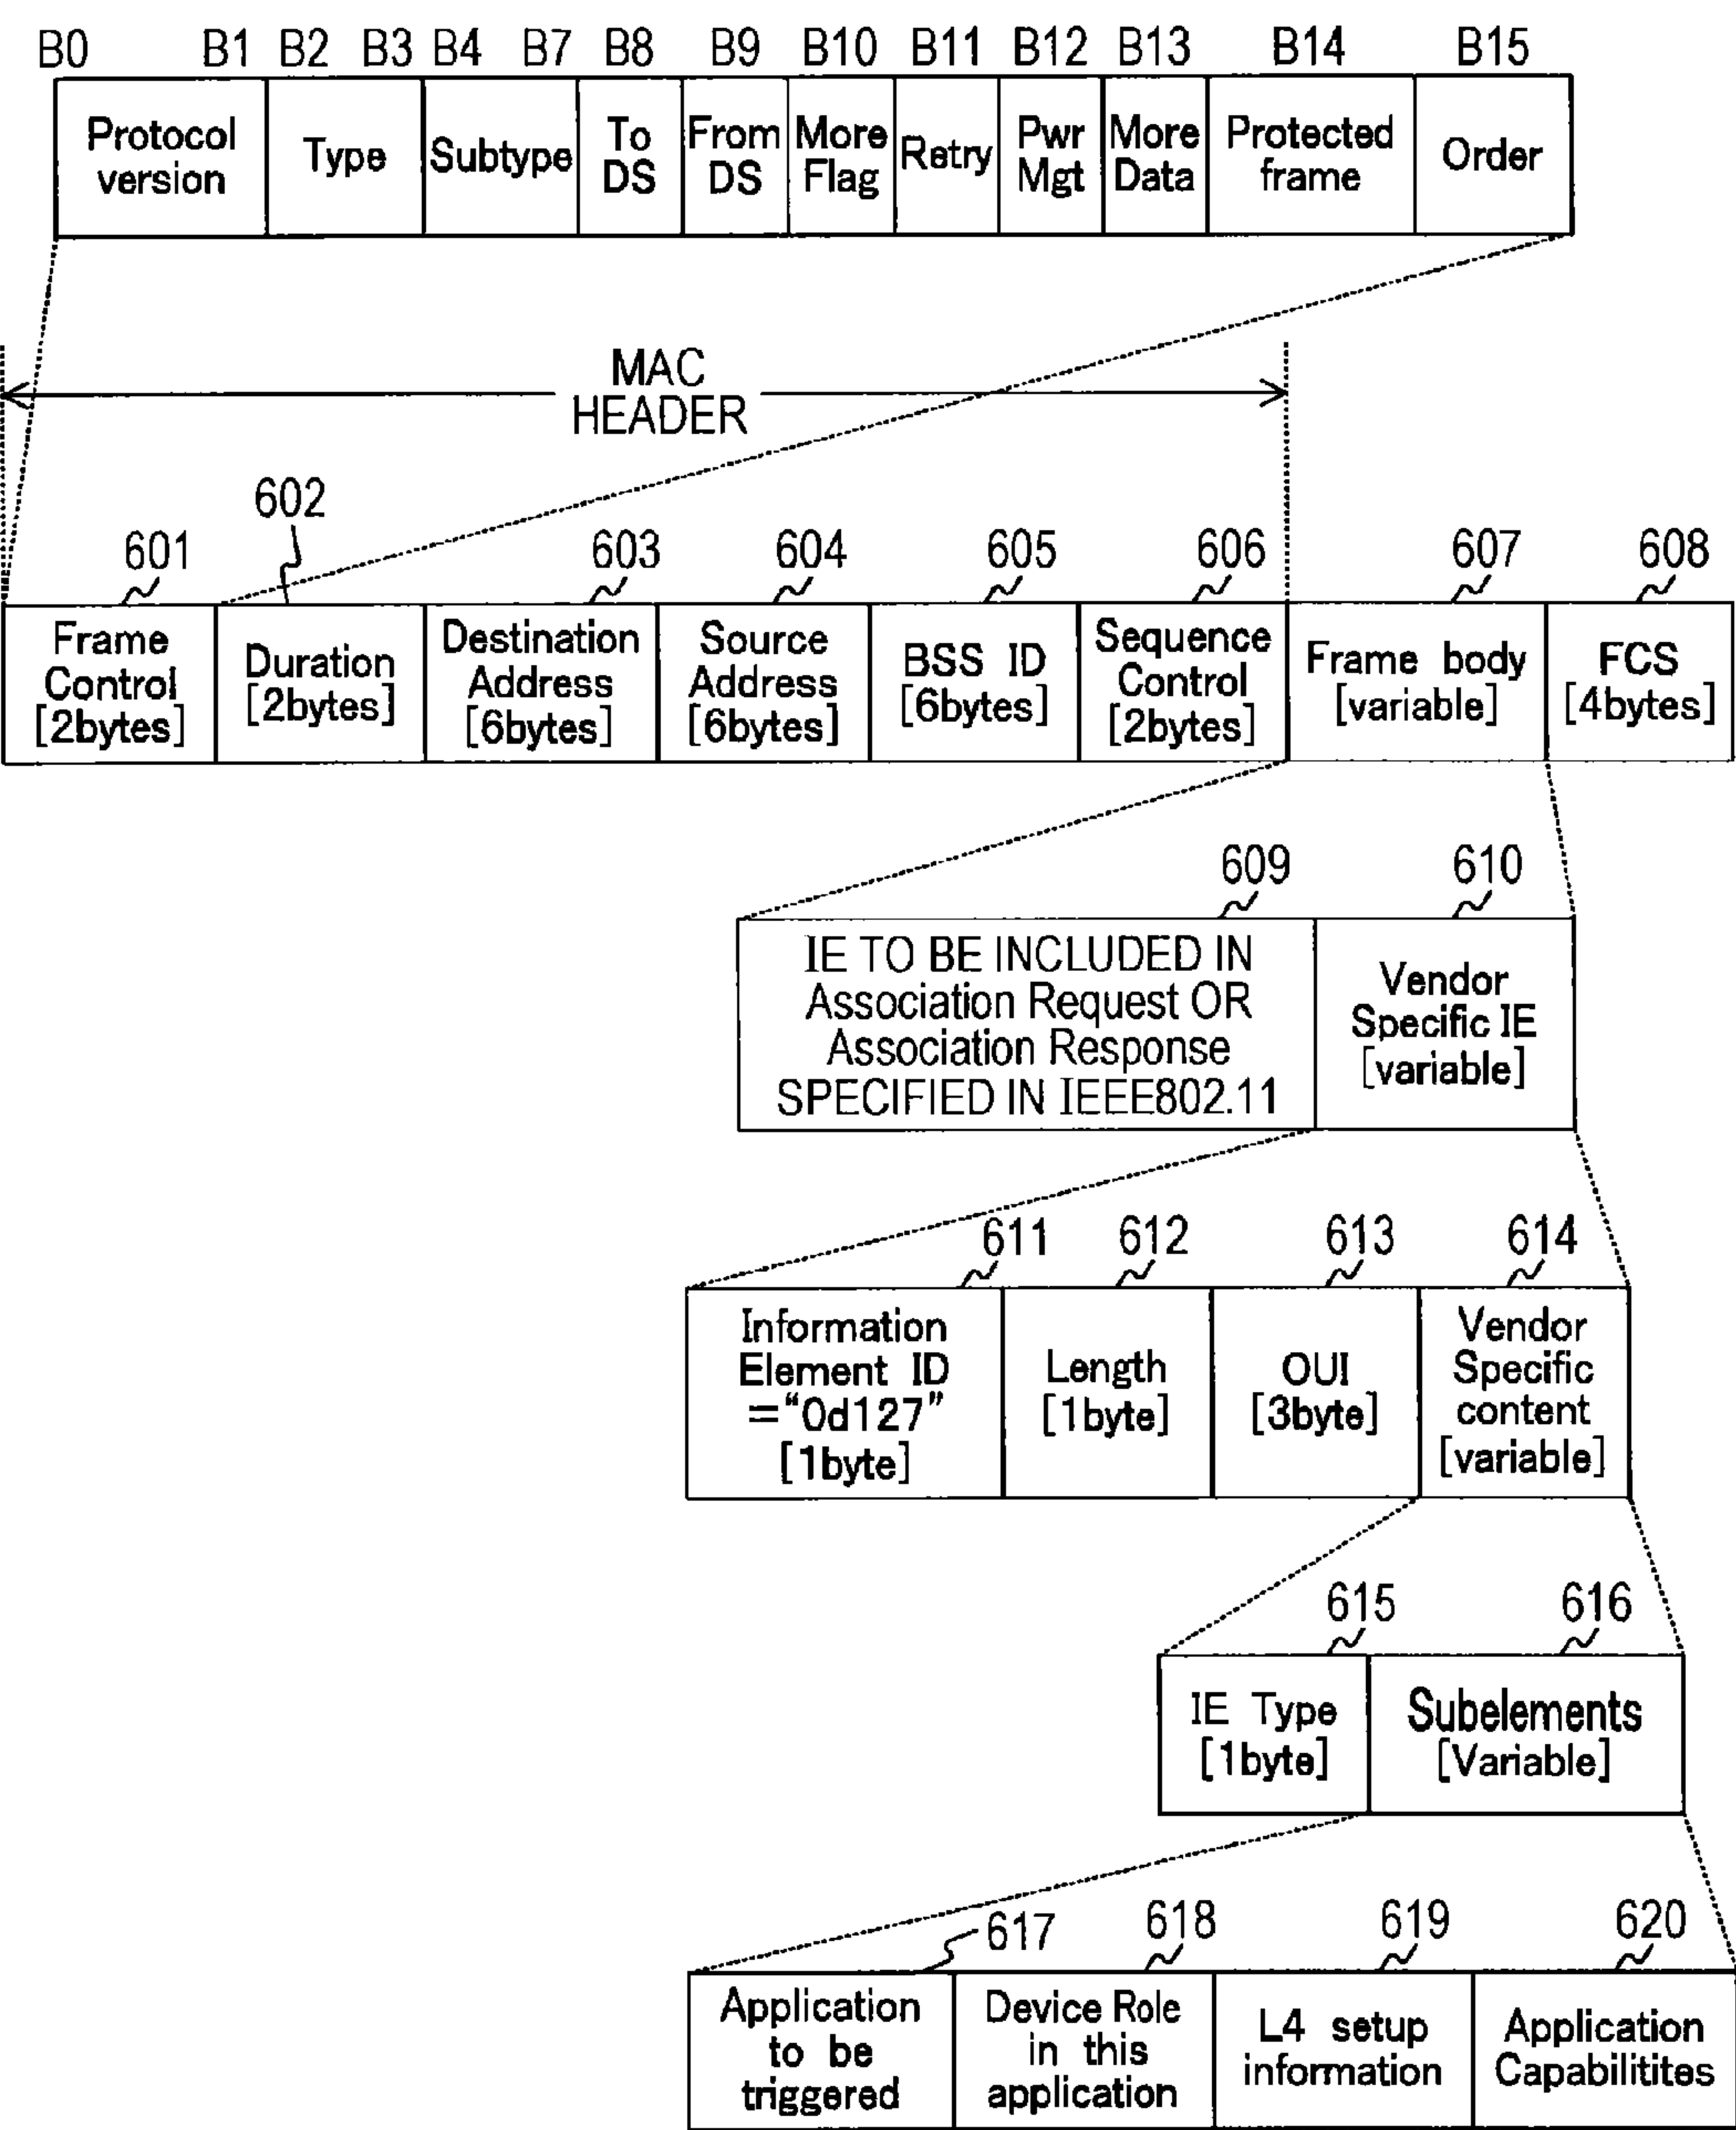 B0 B1 B2 B3 B4 B7 B8 B9 B10 B11 B12 B13 B14 B15
Protocol
version
Type
Subtype
To
DS
From
DS
More
Flag
Retry
Pwr
Mgt
More
Data
Protected
frame
Order
MAC
HEADER
601
602
603
604
605
606
607
608
Frame
Control
[2bytes]
Duration
[2bytes]
Destination
Address
[6bytes]
Source
Address
[6bytes]
BSS ID
[6bytes]
Sequence
Control
[2bytes]
Frame body
[variable]
FCS
[4bytes]
609
610
IE TO BE INCLUDED IN
Association Request OR
Association Response
SPECIFIED IN IEEE802.11
Vendor
Specific IE
[variable]
611
612
613
614
Information
Element ID
=“0d127”
[1byte]
Length
[1byte]
OUI
[3byte]
Vendor
Specific
content
[variable]
615
616
IE Type
[1byte]
Subelements
[Variable]
617
618
619
620
Application
to be
triggered
Device Role
in this
application
L4 setup
information
Application
Capabilitites